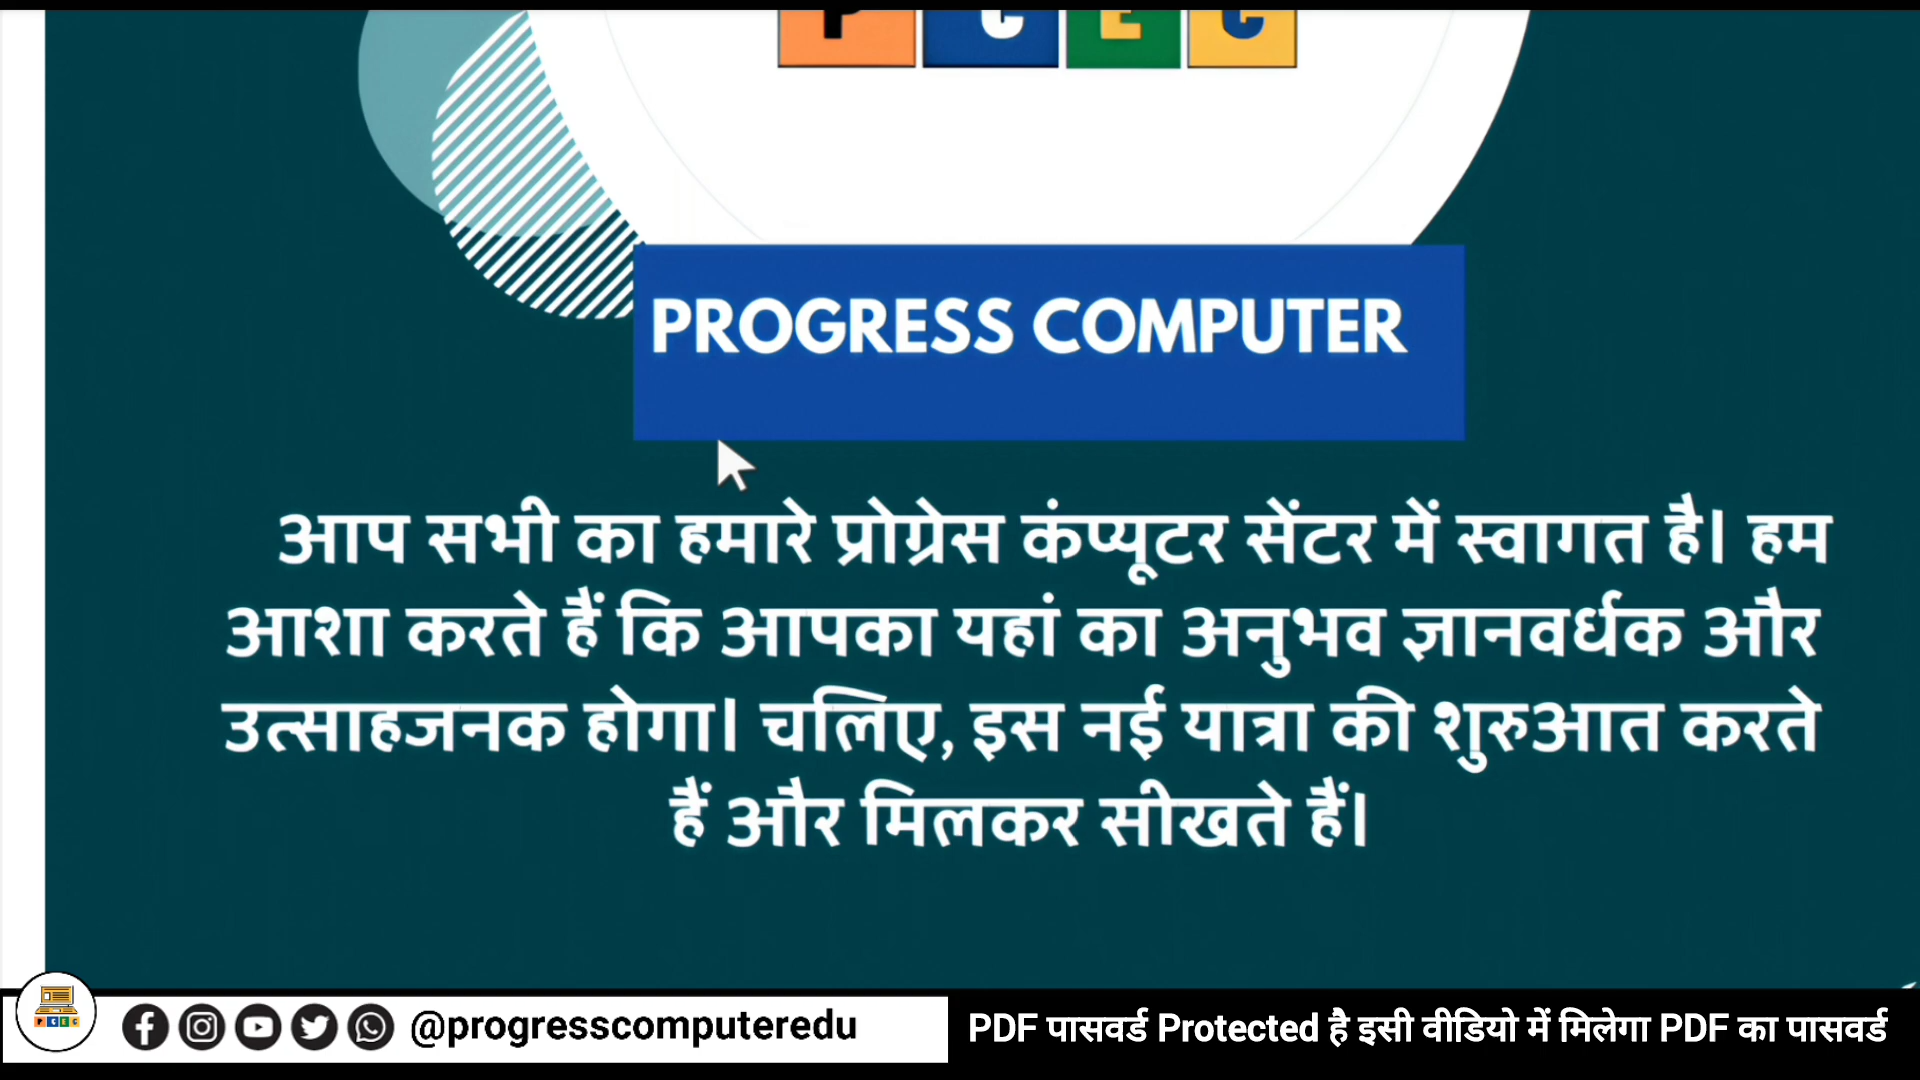 P C E C
PROGRESS COMPUTER
आप सभी का हमारे प्रोग्रेस कंप्यूटर सेंटर में स्वागत है। हम
आशा करते हैं कि आपका यहां का अनुभव ज्ञानवर्धक और
उत्साहजनक होगा। चलिए, इस नई यात्रा की शुरुआत करते
हैं और मिलकर सीखते हैं।
P C E C
@progresscomputeredu
PDF पासवर्ड Protected है इसी वीडियो में मिलेगा PDF का पासवर्ड